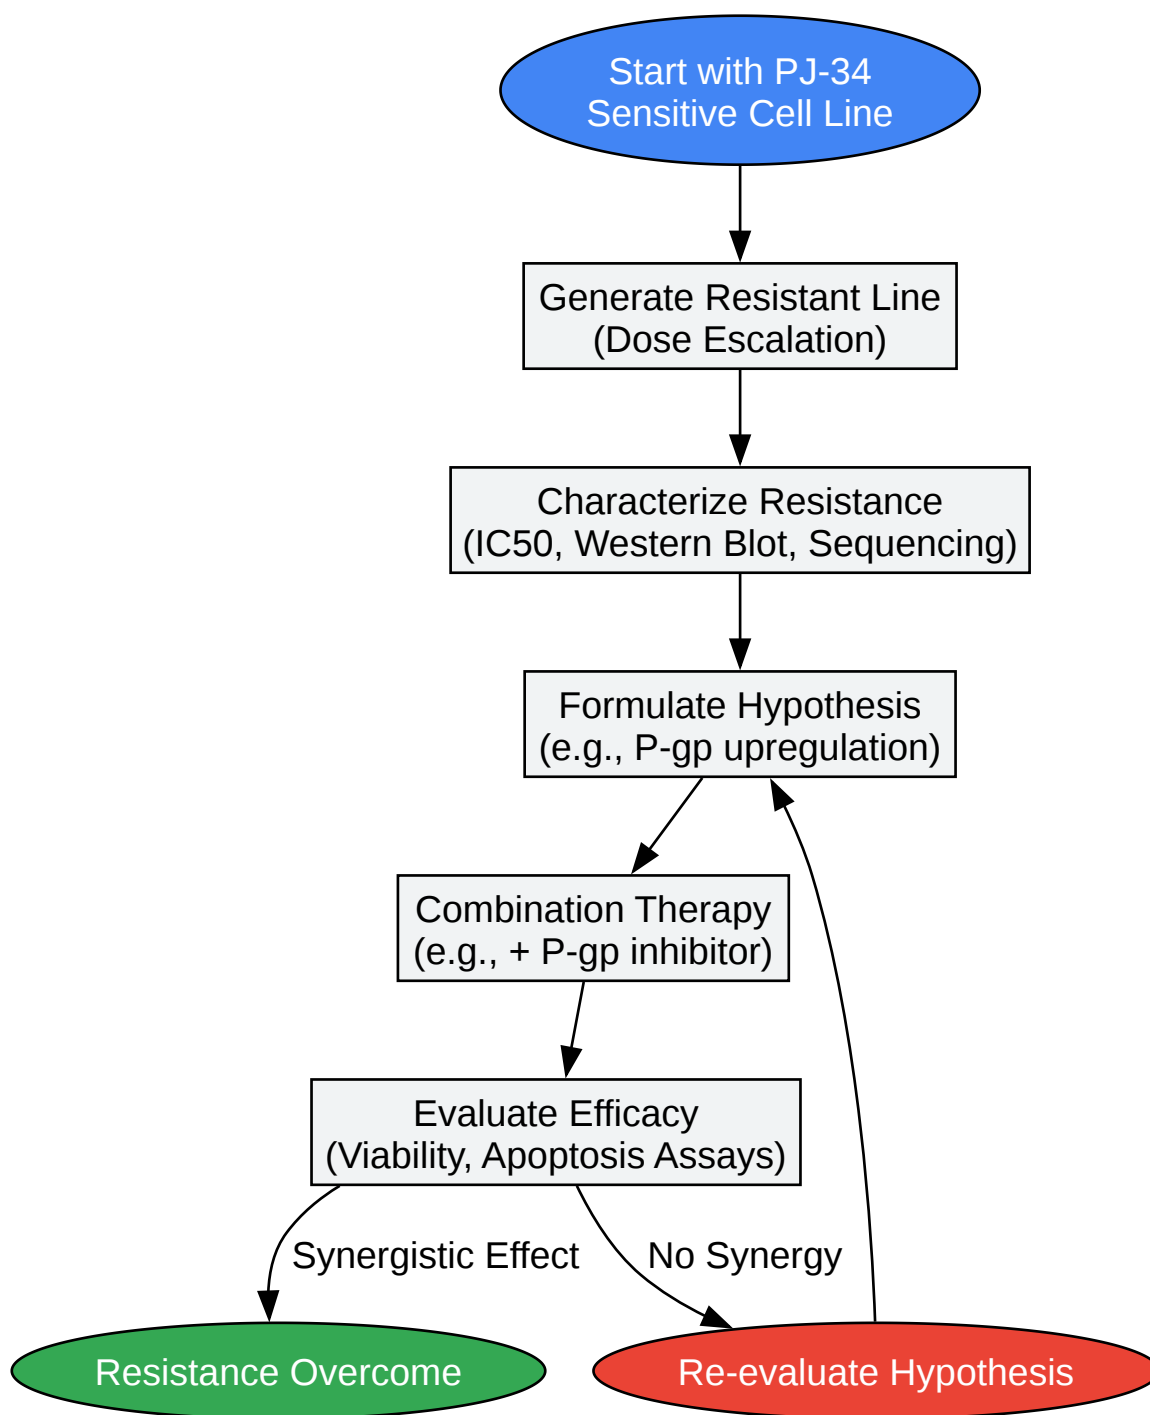 Start with PJ-34
Sensitive Cell Line
Generate Resistant Line
(Dose Escalation)
Characterize Resistance
(IC50, Western Blot, Sequencing)
Formulate Hypothesis
(e.g., P-gp upregulation)
Combination Therapy
(e.g., + P-gp inhibitor)
Evaluate Efficacy
(Viability, Apoptosis Assays)
Synergistic Effect
No Synergy
Resistance Overcome
Re-evaluate Hypothesis